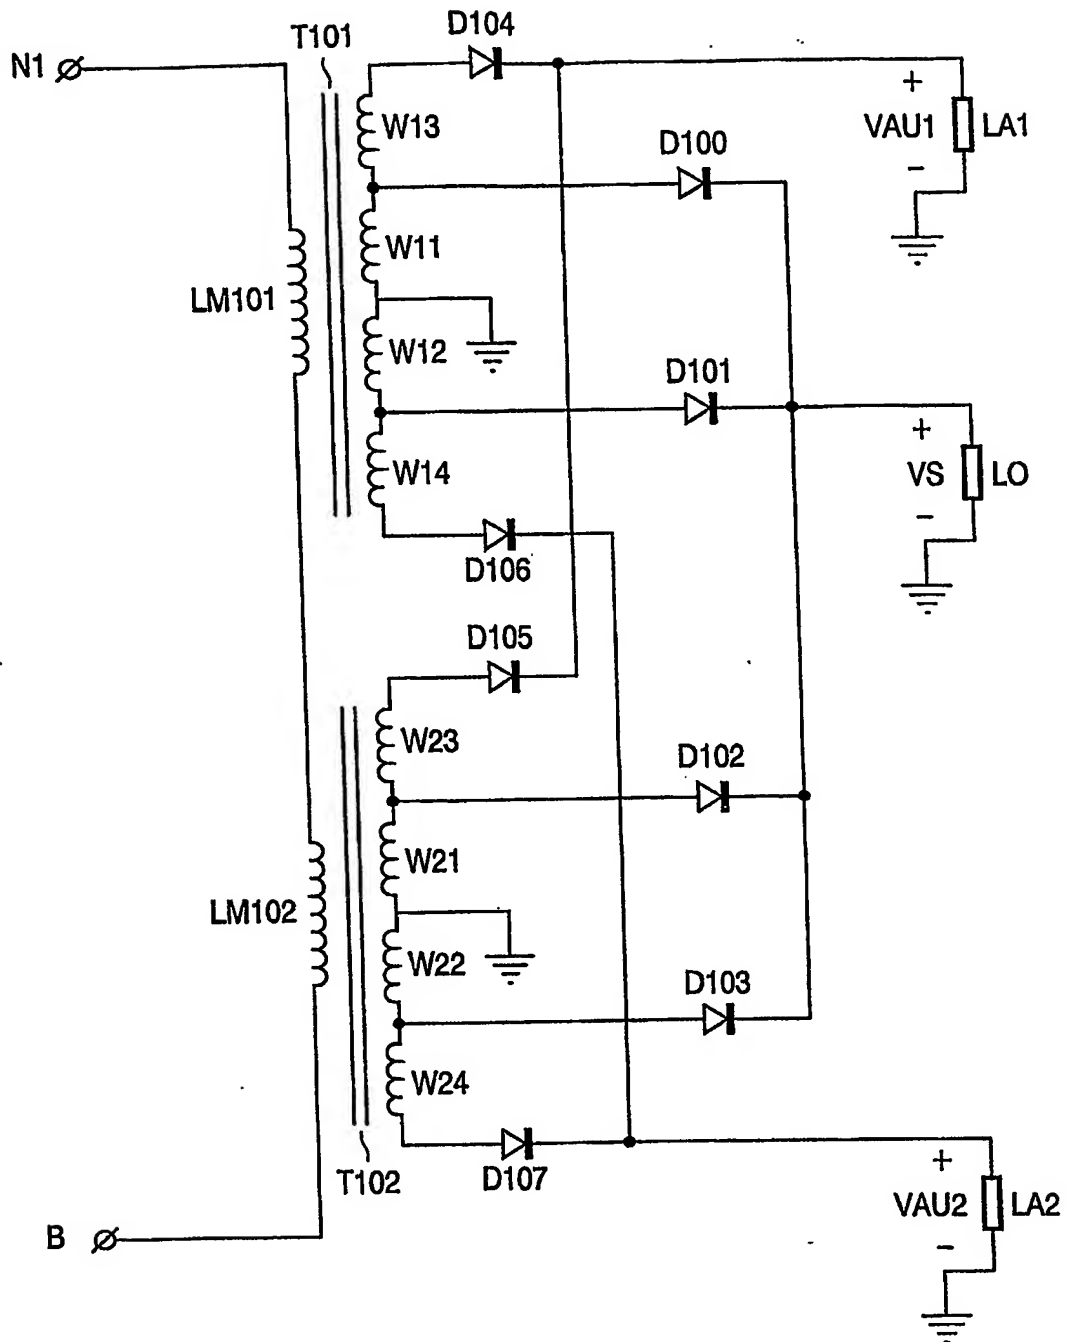 T101
D104
N1
W13
+
VAU1
LA1
-
D100
W11
LM101
W12
D101
+
VS
LO
-
W14
D106
D105
W23
D102
W21
LM102
W22
D103
W24
T102
D107
+
VAU2
LA2
-
B